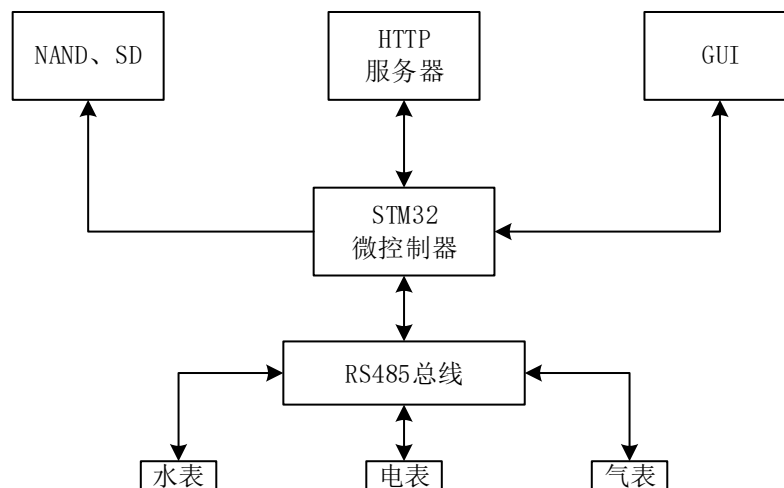 NAND、SD
HTTP
服务器
GUI
STM32
微控制器
RS485总线
水表
电表
气表